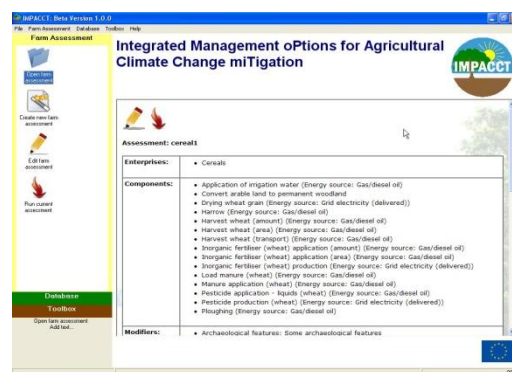 IMPACCT: Beta Version 1.0.0
File Farm Assessment Database Toolbox Help
Farm Assessment
Open farm
assessment
Create new farm
assessment
Edit farm
assessment
Run current
assessment
Database
Toolbox
Open farm assessment
Add text...
Integrated Management oPtions for Agricultural
Climate Change miTigation
IMPACCT
Assessment: cereal1
Enterprises:
• Cereals
Components:
• Application of irrigation water (Energy source: Gas/diesel oil)
• Convert arable land to permanent woodland
• Drying wheat grain (Energy source: Grid electricity (delivered))
• Harrow (Energy source: Gas/diesel oil)
• Harvest wheat (amount) (Energy source: Gas/diesel oil)
• Harvest wheat (area) (Energy source: Gas/diesel oil)
• Harvest wheat (transport) (Energy source: Gas/diesel oil)
• Inorganic fertiliser (wheat) application (amount) (Energy source: Gas/diesel oil)
• Inorganic fertiliser (wheat) application (area) (Energy source: Gas/diesel oil)
• Inorganic fertiliser (wheat) production (Energy source: Grid electricity (delivered))
• Load manure (wheat) (Energy source: Gas/diesel oil)
• Manure application (wheat) (Energy source: Gas/diesel oil)
• Pesticide application - liquids (wheat) (Energy source: Gas/diesel oil)
• Pesticide production (wheat) (Energy source: Grid electricity (delivered))
• Ploughing (Energy source: Gas/diesel oil)
Modifiers:
• Archaeological features: Some archaeological features